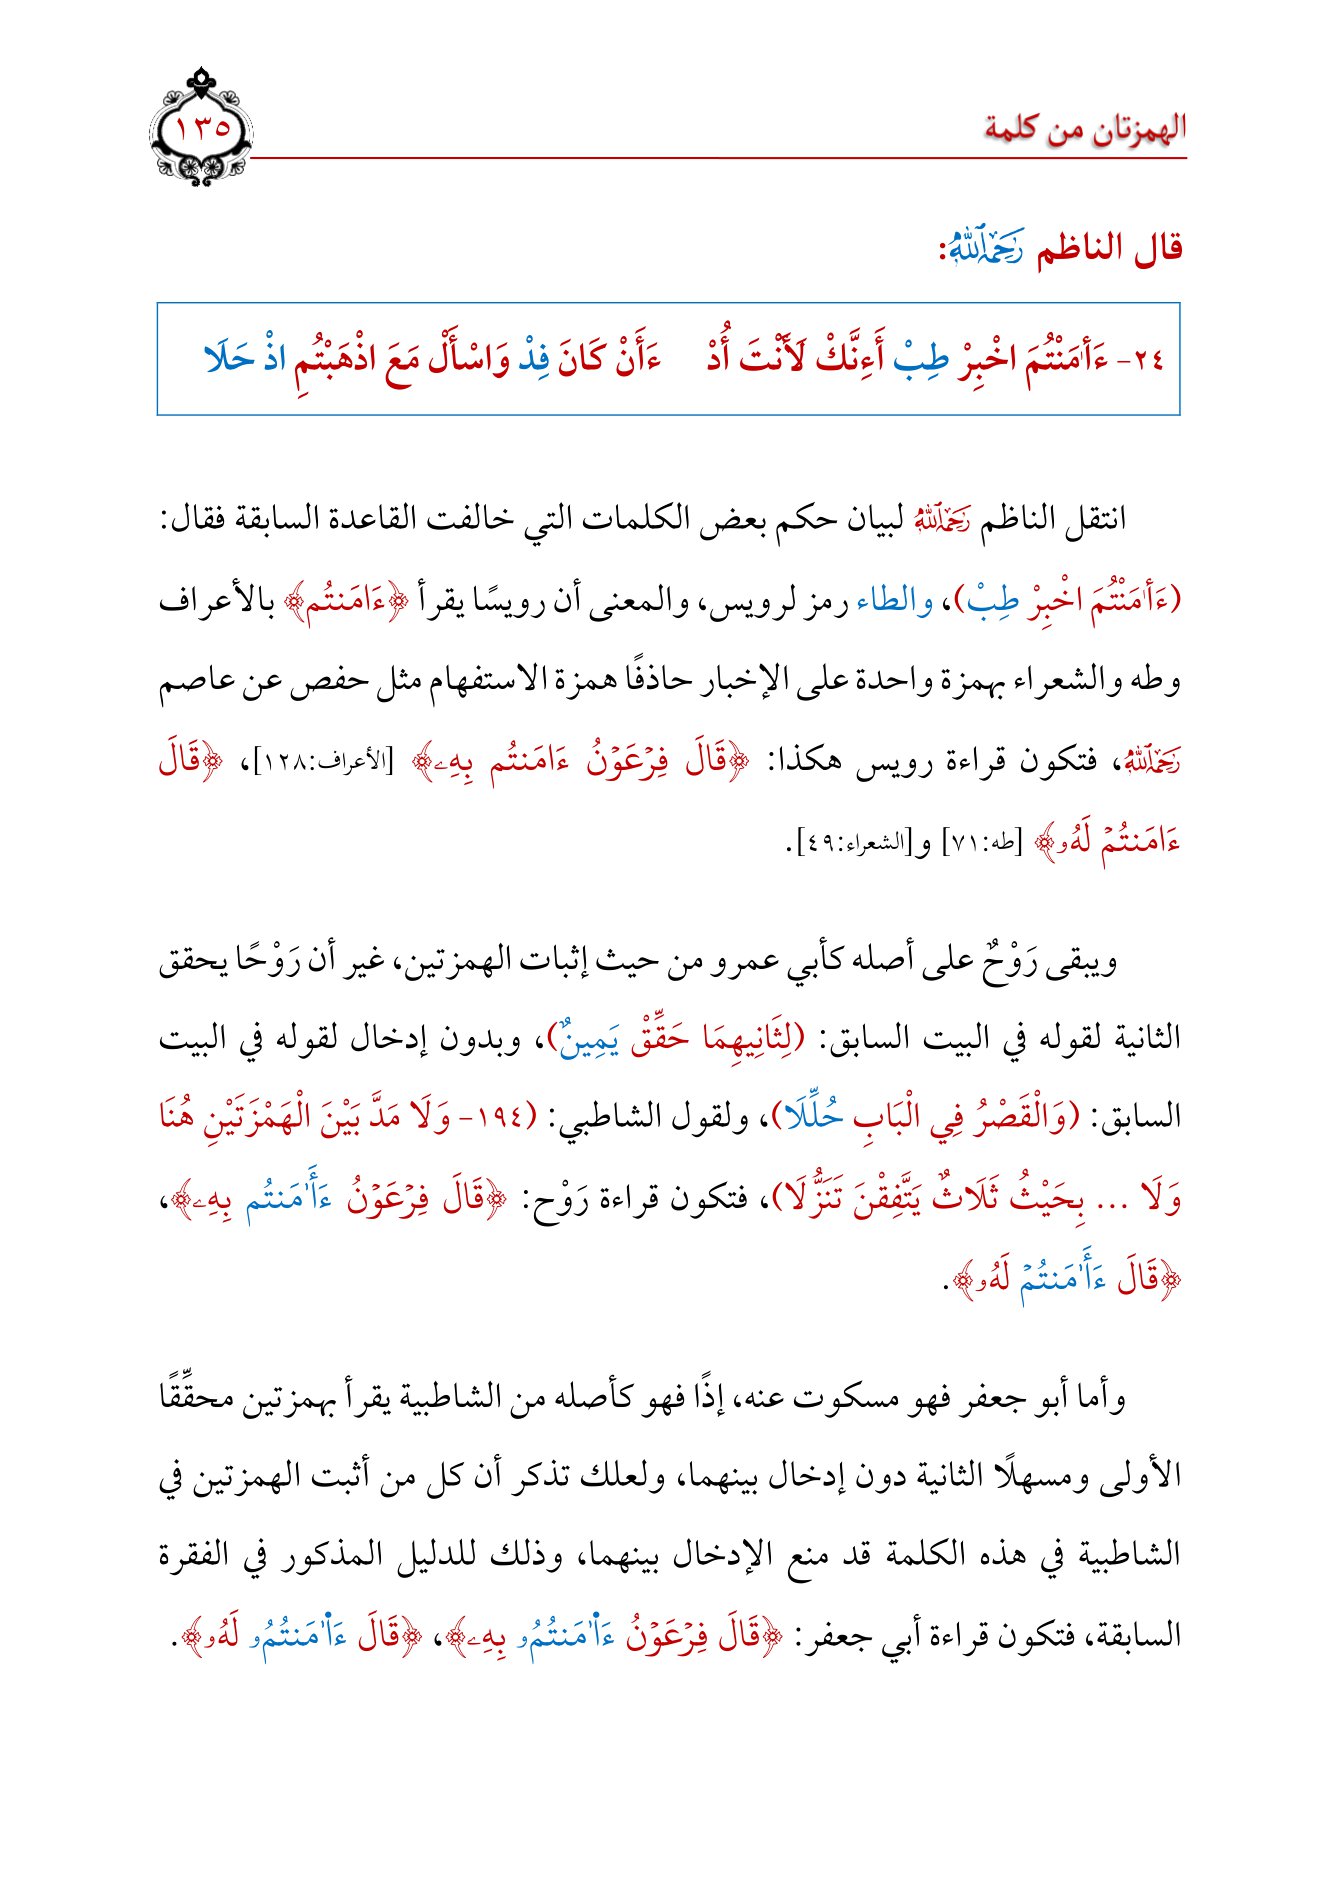 الهمزتان من كلمة
١٣٥
قال الناظم رَحِمَهُ ٱللَّهُ:
٢٤- ءَأَٰمَنْتُمَ اخْبِرْ طِبْ أَءِنَّكْ لَأَنْتَ أُدْ ءَأَنْ كَانَ فِدْ وَاسْأَلْ مَعَ اذْهَبْتُمِ اذْ حَلَا
انتقل الناظم رَحِمَهُ ٱللَّهُ لبيان حكم بعض الكلمات التي خالفت القاعدة السابقة فقال:
(ءَأَٰمَنْتُمَ اخْبِرْ طِبْ)، والطاء رمز لرويس، والمعنى أن رويسًا يقرأ ﴿ءَامَنتُم﴾ بالأعراف
وطه والشعراء بهمزة واحدة على الإخبار حاذفًا همزة الاستفهام مثل حفص عن عاصم
رَحِمَهُ ٱللَّهُ، فتكون قراءة رويس هكذا: ﴿قَالَ فِرْعَوْنُ ءَامَنتُم بِهِۦ﴾ [الأعراف:١٢٨]، ﴿قَالَ
ءَامَنتُمْ لَهُۥ﴾ [طه:٧١] و[الشعراء:٤٩].
ويبقى رَوْحٌ على أصله كأبي عمرو من حيث إثبات الهمزتين، غير أن رَوْحًا يحقق
الثانية لقوله في البيت السابق: (لِثَانِيهِمَا حَقِّقْ يَمِينٌ)، وبدون إدخال لقوله في البيت
السابق: (وَالْقَصْرُ فِي الْبَابِ حُلِّلَا)، ولقول الشاطبي: (١٩٤- وَلَا مَدَّ بَيْنَ الْهَمْزَتَيْنِ هُنَا
وَلَا ... بِحَيْثُ ثَلَاثٌ يَتَّفِقْنَ تَنَزُّلَا)، فتكون قراءة رَوْح: ﴿قَالَ فِرْعَوْنُ ءَأَٰمَنتُم بِهِۦ﴾،
﴿قَالَ ءَأَٰمَنتُمْ لَهُۥ﴾.
وأما أبو جعفر فهو مسكوت عنه، إذًا فهو كأصله من الشاطبية يقرأ بهمزتين محقِّقًا
الأولى ومسهلًا الثانية دون إدخال بينهما، ولعلك تذكر أن كل من أثبت الهمزتين في
الشاطبية في هذه الكلمة قد منع الإدخال بينهما، وذلك للدليل المذكور في الفقرة
السابقة، فتكون قراءة أبي جعفر: ﴿قَالَ فِرْعَوْنُ ءَاٰ۬مَنتُمُۥ بِهِۦ﴾، ﴿قَالَ ءَاٰ۬مَنتُمُۥ لَهُۥ﴾.